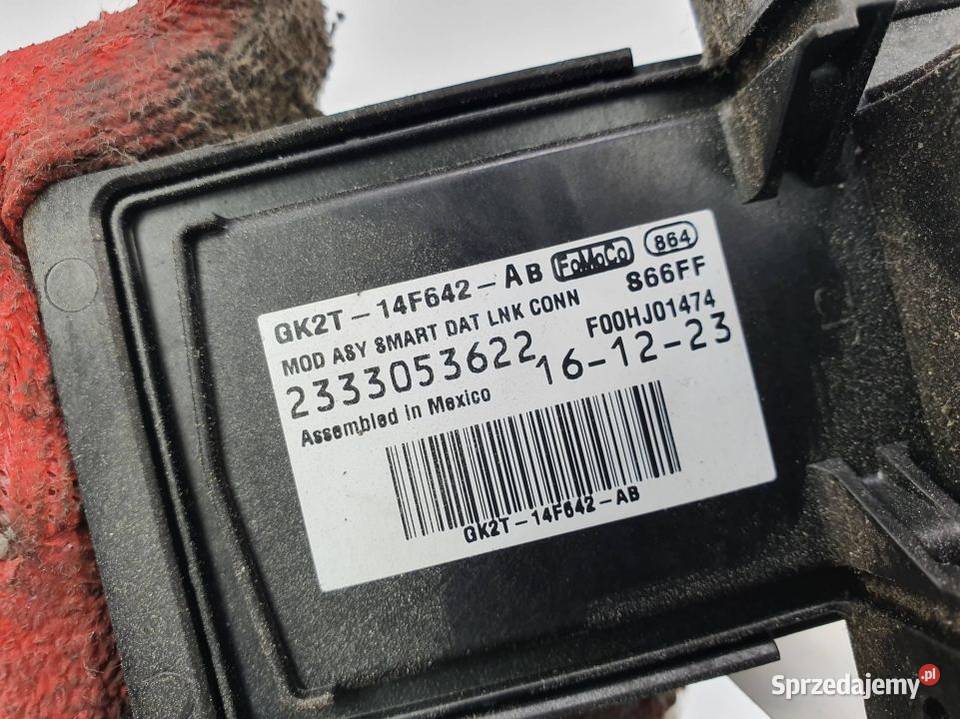 GK2T-14F642-AB FoMoCo 864
MOD ASY SMART DAT LNK CONN 866FF
2333053622 F00HJ01474
Assembled in Mexico 16-12-23
GK2T-14F642-AB
Sprzedajemy.pl